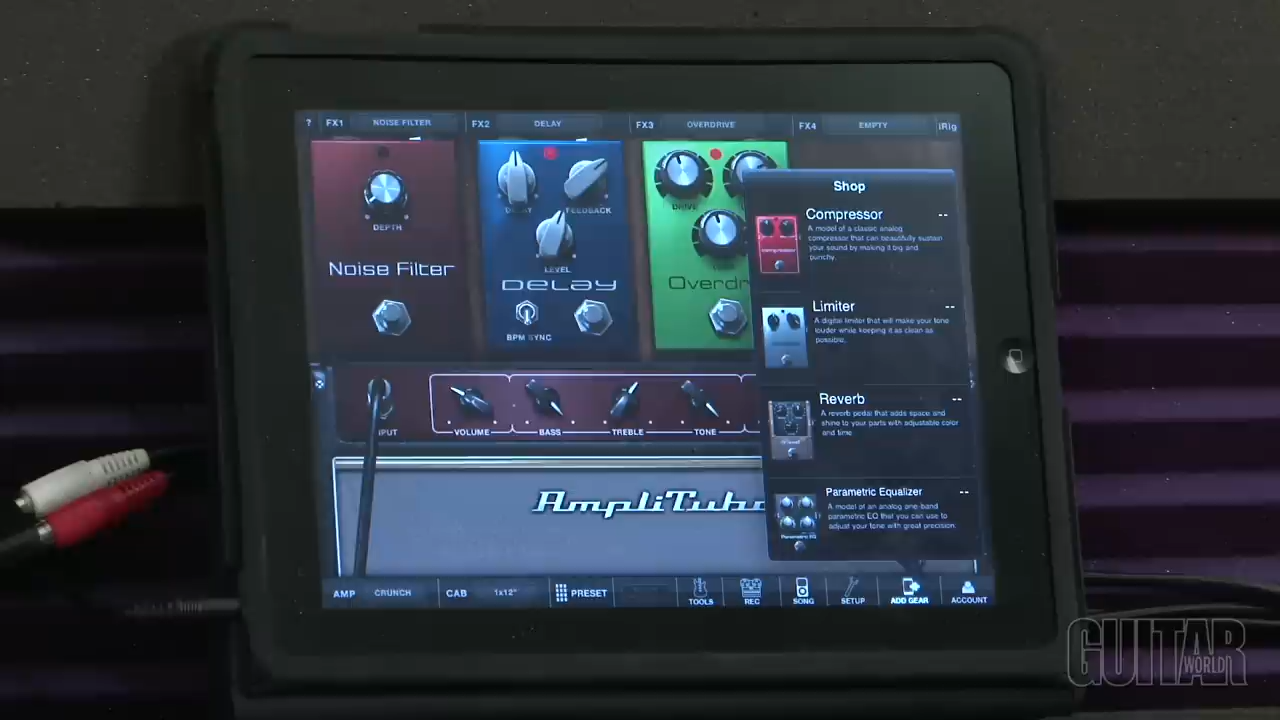 ? FX1 NOISE FILTER FX2 DELAY FX3 OVERDRIVE FX4 EMPTY iRig
DEPTH
Noise Filter
DELAY FEEDBACK
LEVEL
DELAY
BPM SYNC
DRIVE
Overdr
Shop
Compressor --
A model of a classic analog
compressor that can beautifully sustain
your sound by making it big and
punchy.
Compressor
Limiter --
A digital limiter that will make your tone
louder while keeping it as clean as
possible.
Reverb --
A reverb pedal that adds space and
shine to your parts with adjustable color
and time
Parametric Equalizer --
A model of an analog one-band
parametric EQ that you can use to
adjust your tone with great precision.
Parametric EQ
INPUT VOLUME BASS TREBLE TONE
AmpliTube
AMP CRUNCH CAB 1x12" PRESET TOOLS REC SONG SETUP ADD GEAR ACCOUNT
GUITAR
WORLD